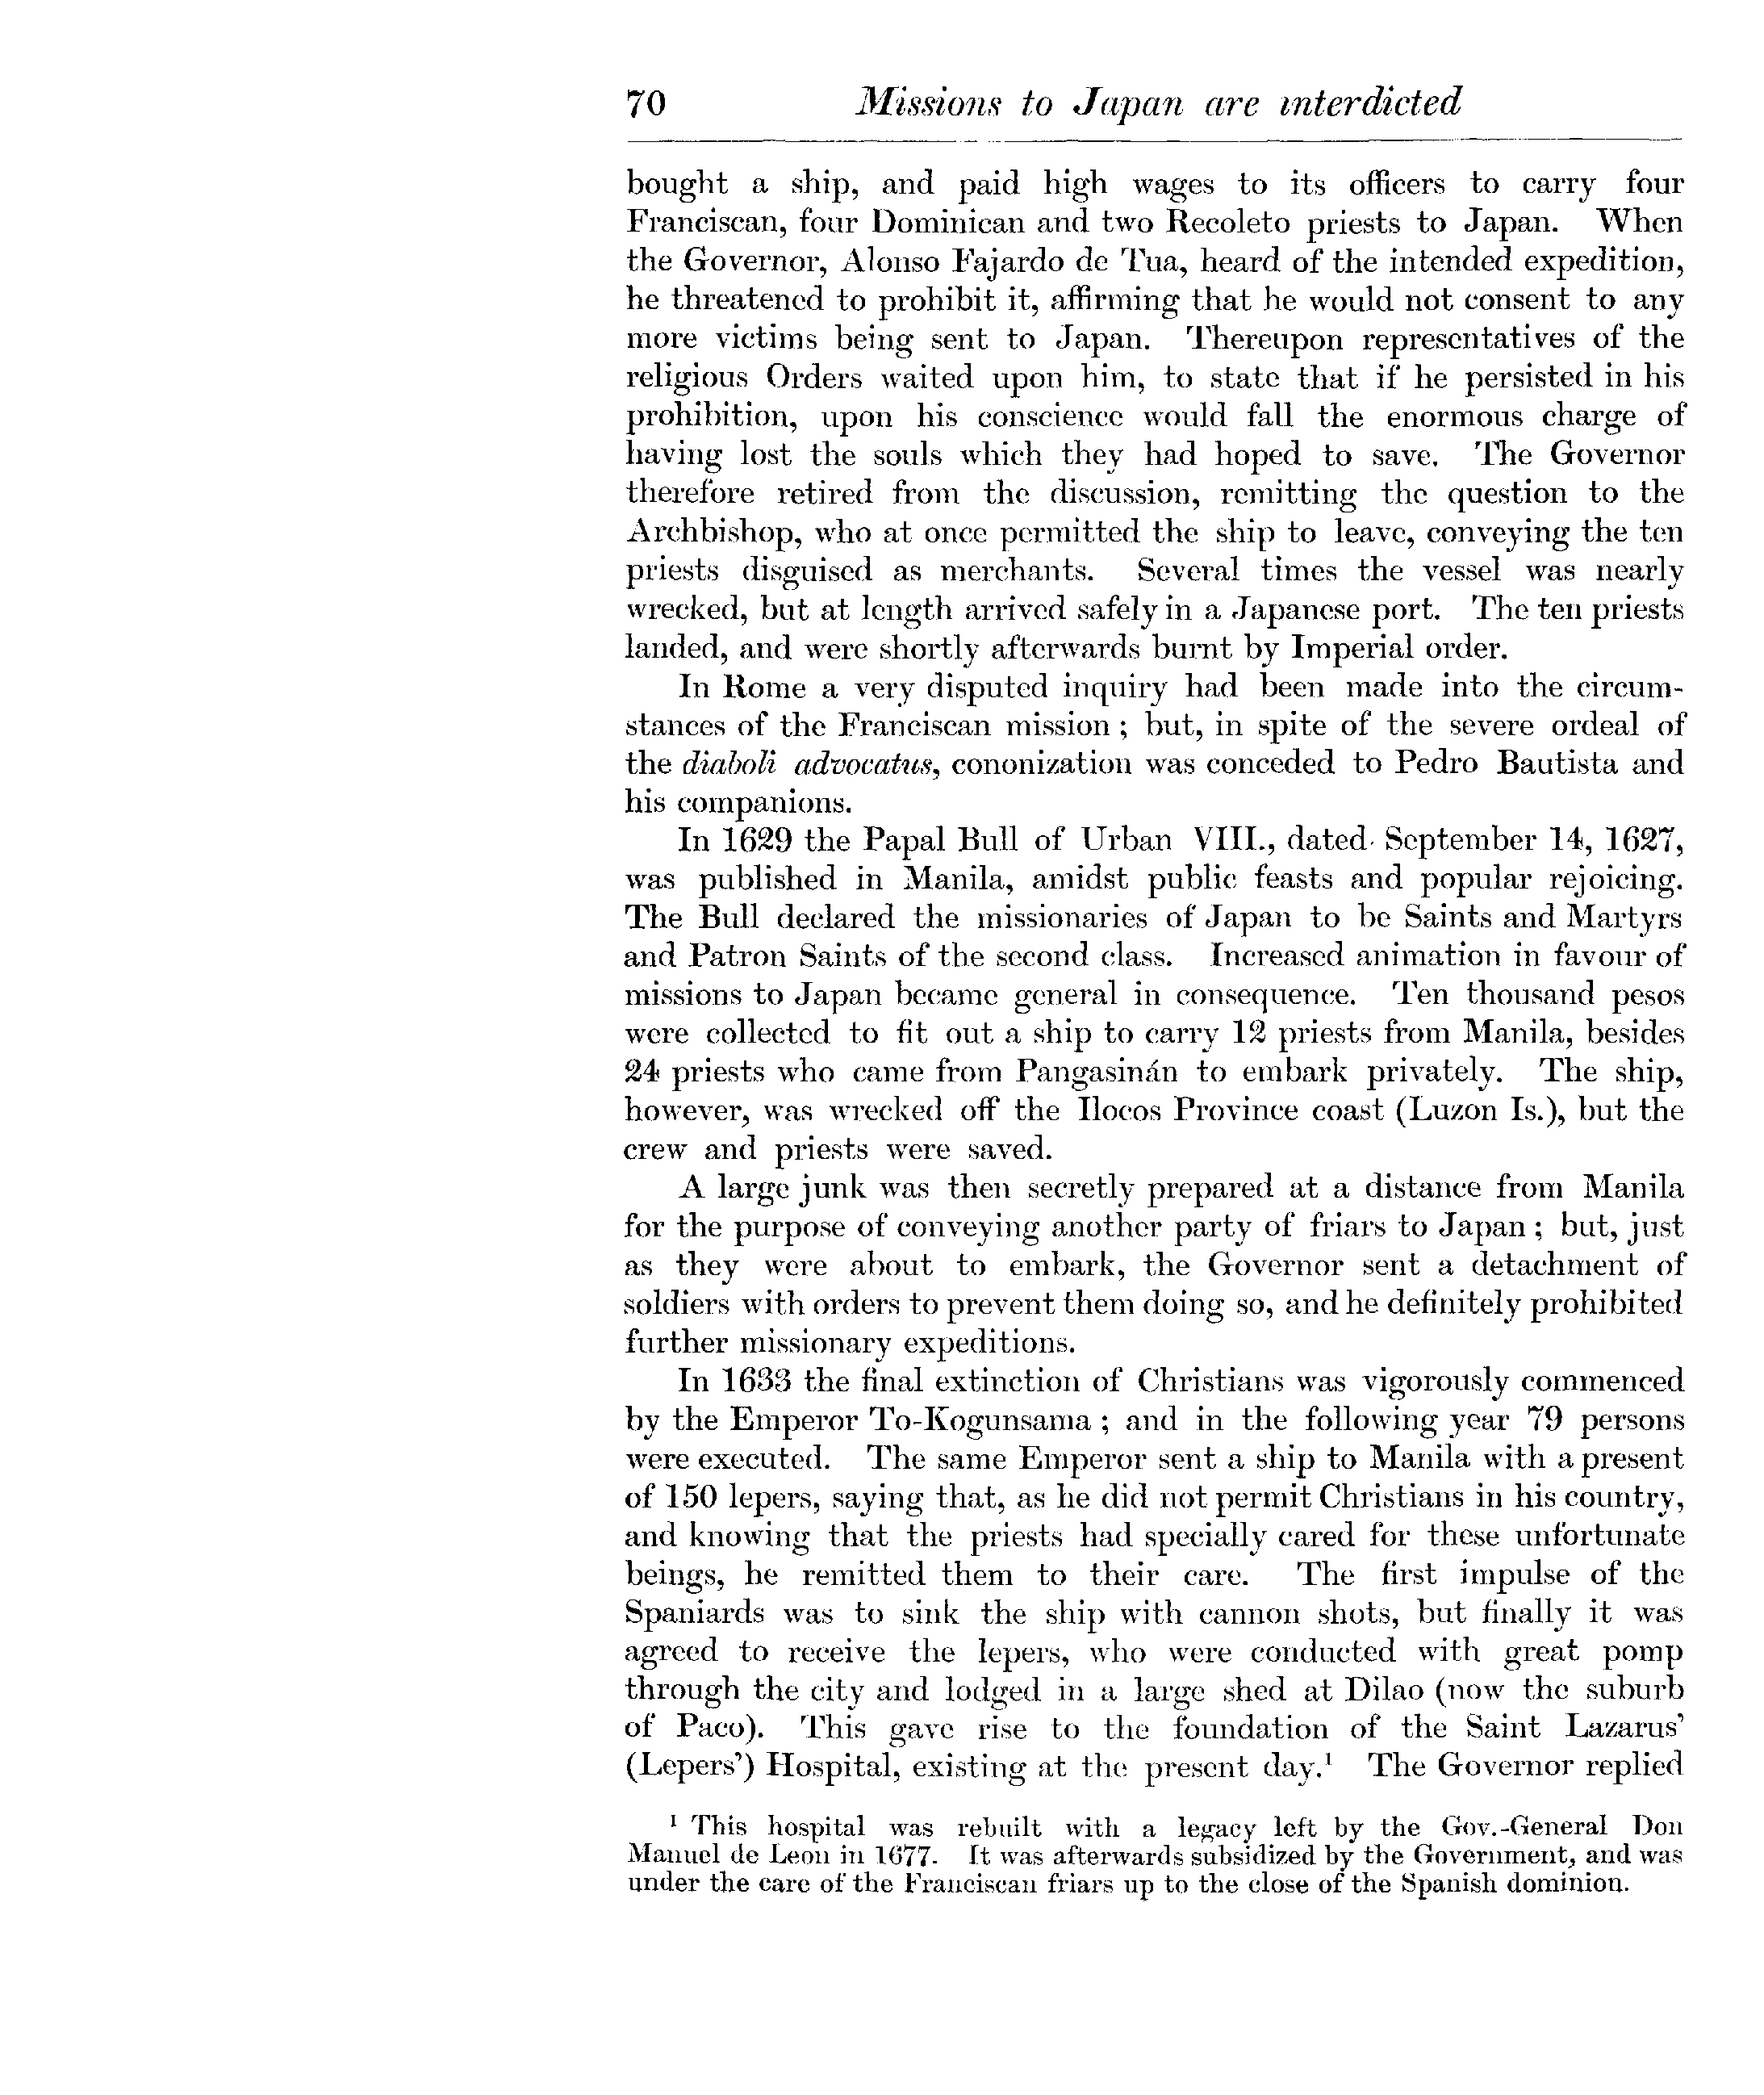 70 Missions to Japan are interdicted
bought a ship, and paid high wages to its officers to carry four
Franciscan, four Dominican and two Recoleto priests to Japan. When
the Governor, Alonso Fajardo de Tua, heard of the intended expedition,
he threatened to prohibit it, affirming that he would not consent to any
more victims being sent to Japan. Thereupon representatives of the
religious Orders waited upon him, to state that if he persisted in his
prohibition, upon his conscience would fall the enormous charge of
having lost the souls which they had hoped to save. The Governor
therefore retired from the discussion, remitting the question to the
Archbishop, who at once permitted the ship to leave, conveying the ten
priests disguised as merchants. Several times the vessel was nearly
wrecked, but at length arrived safely in a Japanese port. The ten priests
landed, and were shortly afterwards burnt by Imperial order.
In Rome a very disputed inquiry had been made into the circum-
stances of the Franciscan mission ; but, in spite of the severe ordeal of
the diaboli advocatus, cononization was conceded to Pedro Bautista and
his companions.
In 1629 the Papal Bull of Urban VIII., dated September 14, 1627,
was published in Manila, amidst public feasts and popular rejoicing.
The Bull declared the missionaries of Japan to be Saints and Martyrs
and Patron Saints of the second class. Increased animation in favour of
missions to Japan became general in consequence. Ten thousand pesos
were collected to fit out a ship to carry 12 priests from Manila, besides
24 priests who came from Pangasinán to embark privately. The ship,
however, was wrecked off the Ilocos Province coast (Luzon Is.), but the
crew and priests were saved.
A large junk was then secretly prepared at a distance from Manila
for the purpose of conveying another party of friars to Japan ; but, just
as they were about to embark, the Governor sent a detachment of
soldiers with orders to prevent them doing so, and he definitely prohibited
further missionary expeditions.
In 1633 the final extinction of Christians was vigorously commenced
by the Emperor To-Kogunsama ; and in the following year 79 persons
were executed. The same Emperor sent a ship to Manila with a present
of 150 lepers, saying that, as he did not permit Christians in his country,
and knowing that the priests had specially cared for these unfortunate
beings, he remitted them to their care. The first impulse of the
Spaniards was to sink the ship with cannon shots, but finally it was
agreed to receive the lepers, who were conducted with great pomp
through the city and lodged in a large shed at Dilao (now the suburb
of Paco). This gave rise to the foundation of the Saint Lazarus'
(Lepers') Hospital, existing at the present day.¹ The Governor replied
¹ This hospital was rebuilt with a legacy left by the Gov.-General Don
Manuel de Leon in 1677. It was afterwards subsidized by the Government, and was
under the care of the Franciscan friars up to the close of the Spanish dominion.